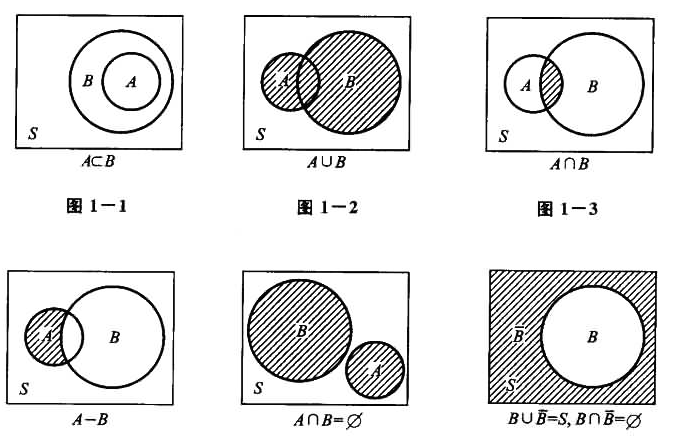 B A
S
A⊂B
图 1-1
A B
S
A∪B
图 1-2
A B
S
A∩B
图 1-3
A B
S
A-B
B
S A
A∩B=∅
B̄ B
S
B∪B̄=S, B∩B̄=∅